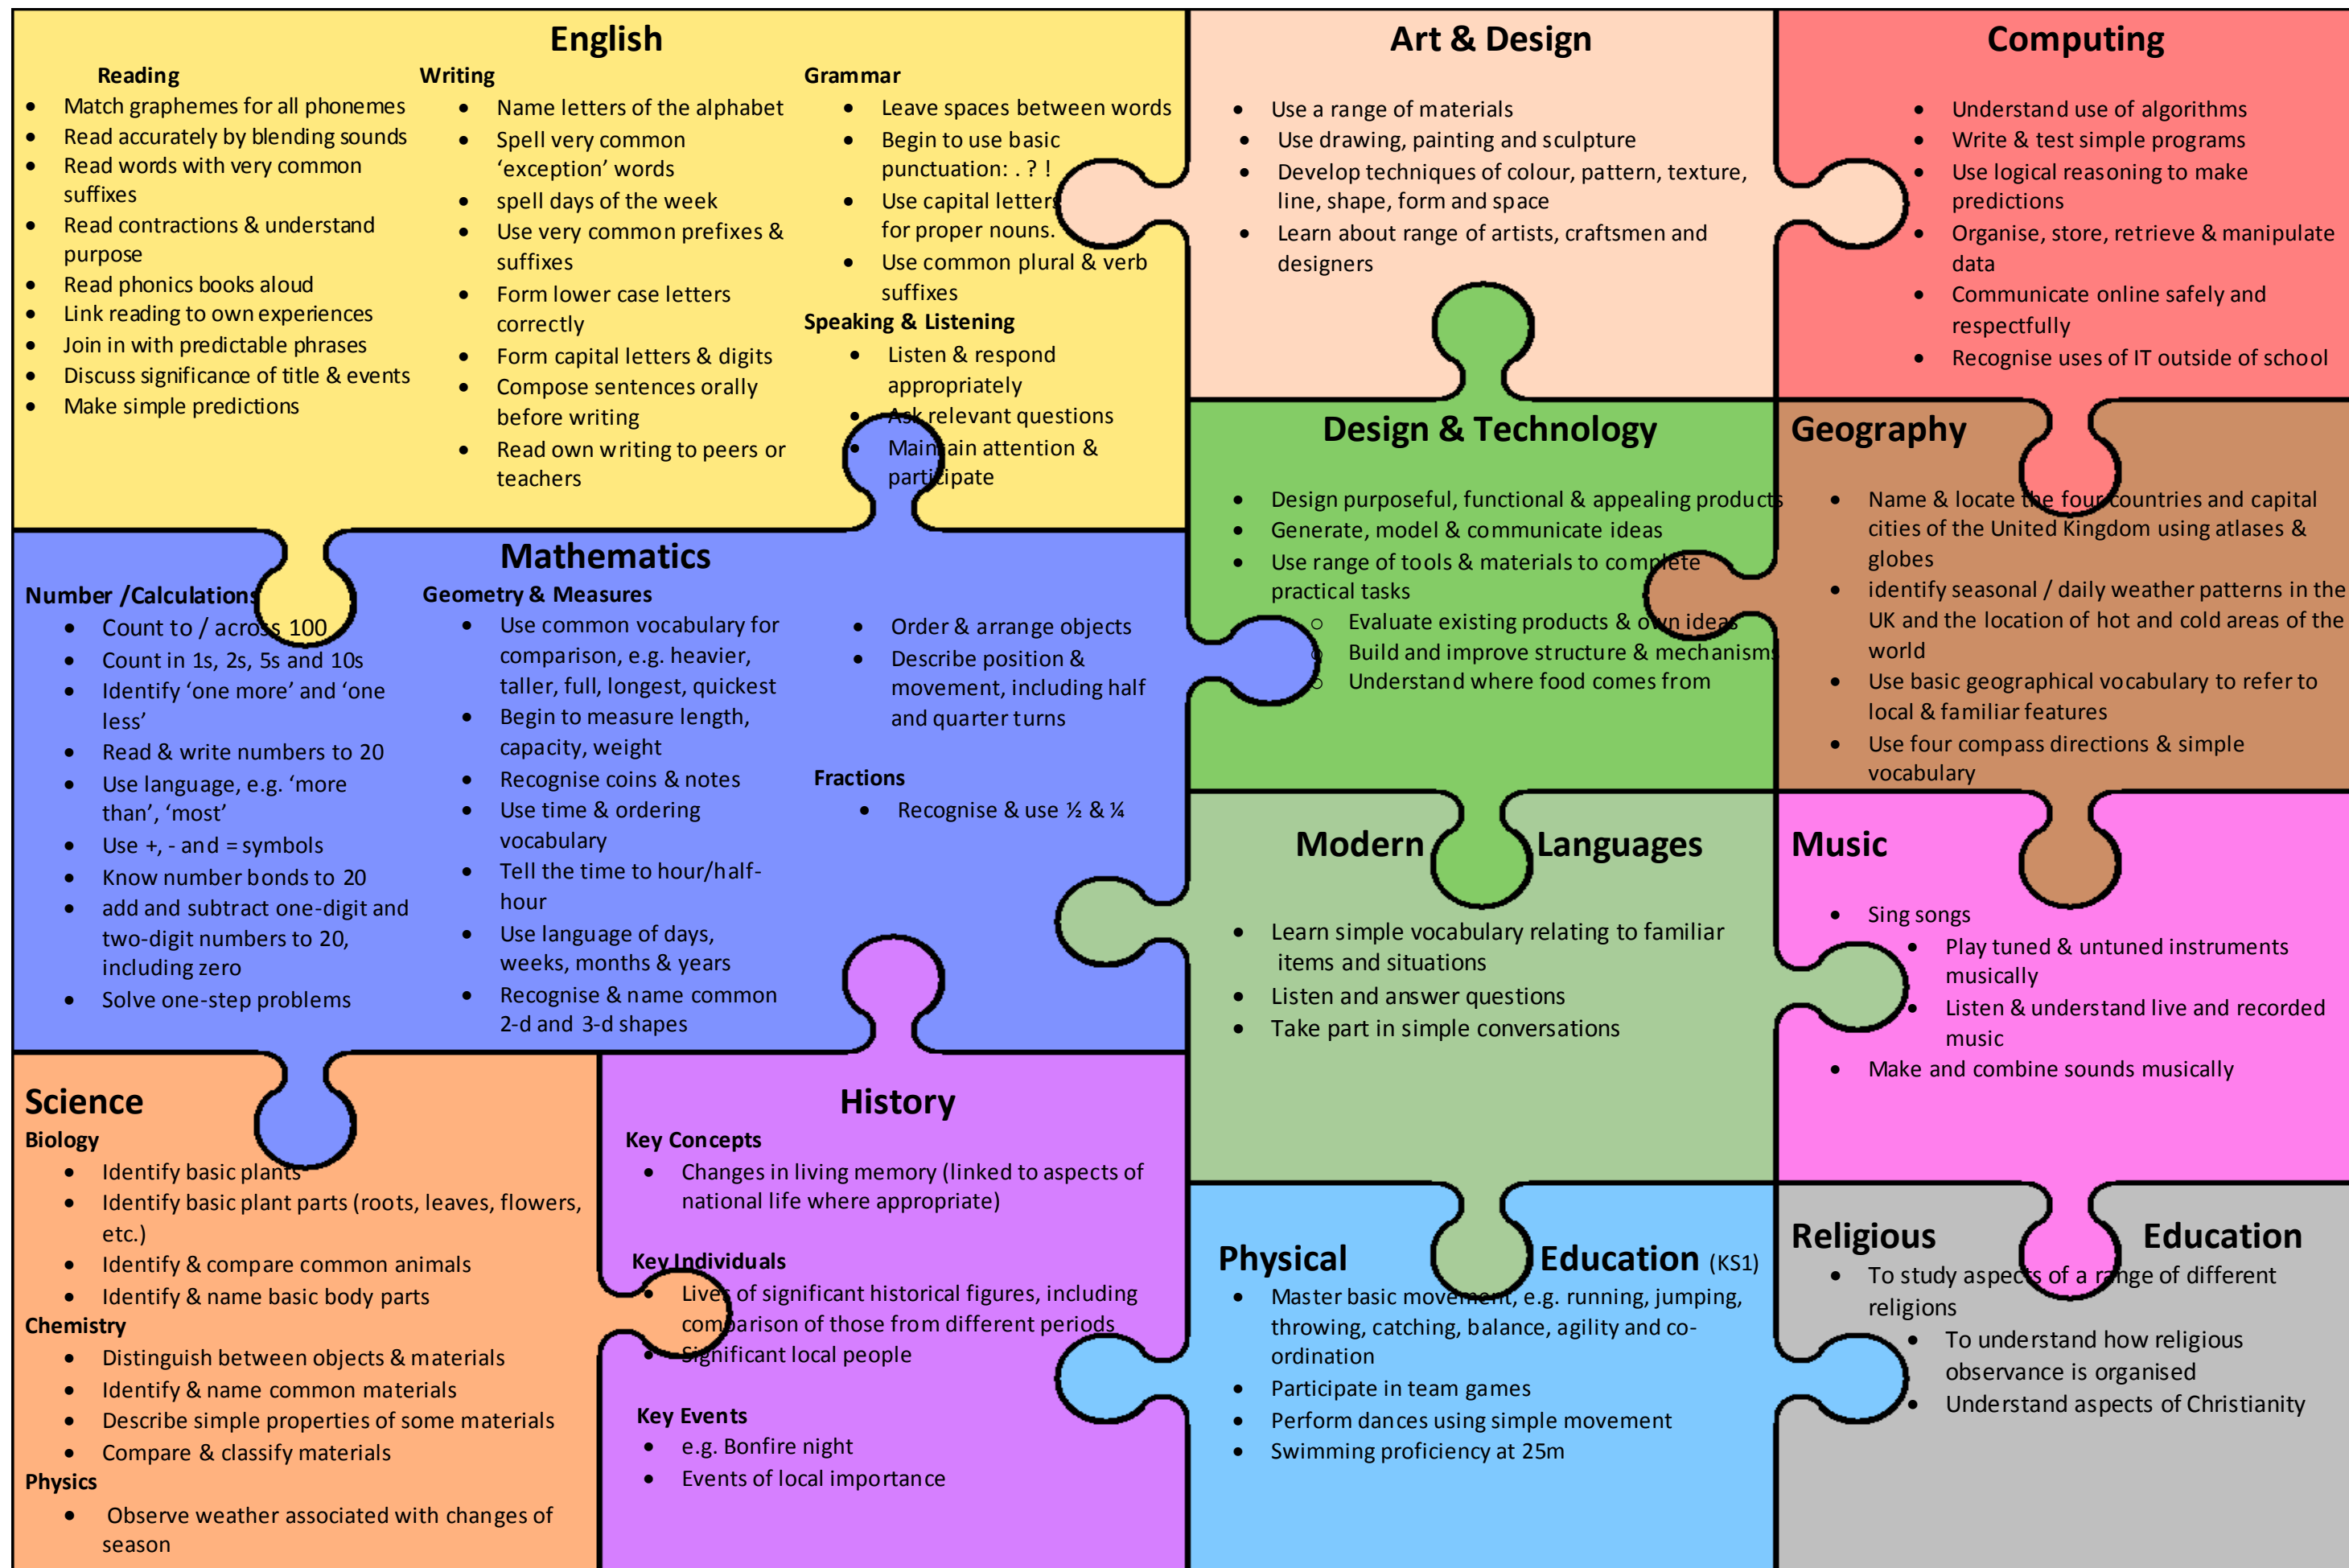 English
Reading
• Match graphemes for all phonemes
• Read accurately by blending sounds
• Read words with very common
suffixes
• Read contractions & understand
purpose
• Read phonics books aloud
• Link reading to own experiences
• Join in with predictable phrases
• Discuss significance of title & events
• Make simple predictions
Writing
• Name letters of the alphabet
• Spell very common
‘exception’ words
• spell days of the week
• Use very common prefixes &
suffixes
• Form lower case letters
correctly
• Form capital letters & digits
• Compose sentences orally
before writing
• Read own writing to peers or
teachers
Grammar
• Leave spaces between words
• Begin to use basic
punctuation: . ? !
• Use capital letters
for proper nouns.
• Use common plural & verb
suffixes
Speaking & Listening
• Listen & respond
appropriately
• Ask relevant questions
• Maintain attention &
participate
Art & Design
• Use a range of materials
• Use drawing, painting and sculpture
• Develop techniques of colour, pattern, texture,
line, shape, form and space
• Learn about range of artists, craftsmen and
designers
Computing
• Understand use of algorithms
• Write & test simple programs
• Use logical reasoning to make
predictions
• Organise, store, retrieve & manipulate
data
• Communicate online safely and
respectfully
• Recognise uses of IT outside of school
Mathematics
Number /Calculations
• Count to / across 100
• Count in 1s, 2s, 5s and 10s
• Identify ‘one more’ and ‘one
less’
• Read & write numbers to 20
• Use language, e.g. ‘more
than’, ‘most’
• Use +, - and = symbols
• Know number bonds to 20
• add and subtract one-digit and
two-digit numbers to 20,
including zero
• Solve one-step problems
Geometry & Measures
• Use common vocabulary for
comparison, e.g. heavier,
taller, full, longest, quickest
• Begin to measure length,
capacity, weight
• Recognise coins & notes
• Use time & ordering
vocabulary
• Tell the time to hour/half-
hour
• Use language of days,
weeks, months & years
• Recognise & name common
2-d and 3-d shapes
• Order & arrange objects
• Describe position &
movement, including half
and quarter turns
Fractions
• Recognise & use ½ & ¼
Design & Technology
• Design purposeful, functional & appealing products
• Generate, model & communicate ideas
• Use range of tools & materials to complete
practical tasks
○ Evaluate existing products & own ideas
○ Build and improve structure & mechanisms
○ Understand where food comes from
Geography
• Name & locate the four countries and capital
cities of the United Kingdom using atlases &
globes
• identify seasonal / daily weather patterns in the
UK and the location of hot and cold areas of the
world
• Use basic geographical vocabulary to refer to
local & familiar features
• Use four compass directions & simple
vocabulary
Modern Languages
• Learn simple vocabulary relating to familiar
items and situations
• Listen and answer questions
• Take part in simple conversations
Music
• Sing songs
• Play tuned & untuned instruments
musically
• Listen & understand live and recorded
music
• Make and combine sounds musically
Science
Biology
• Identify basic plants
• Identify basic plant parts (roots, leaves, flowers,
etc.)
• Identify & compare common animals
• Identify & name basic body parts
Chemistry
• Distinguish between objects & materials
• Identify & name common materials
• Describe simple properties of some materials
• Compare & classify materials
Physics
• Observe weather associated with changes of
season
History
Key Concepts
• Changes in living memory (linked to aspects of
national life where appropriate)
Key Individuals
• Lives of significant historical figures, including
comparison of those from different periods
• Significant local people
Key Events
• e.g. Bonfire night
• Events of local importance
Physical Education (KS1)
• Master basic movement, e.g. running, jumping,
throwing, catching, balance, agility and co-
ordination
• Participate in team games
• Perform dances using simple movement
• Swimming proficiency at 25m
Religious Education
• To study aspects of a range of different
religions
• To understand how religious
observance is organised
• Understand aspects of Christianity